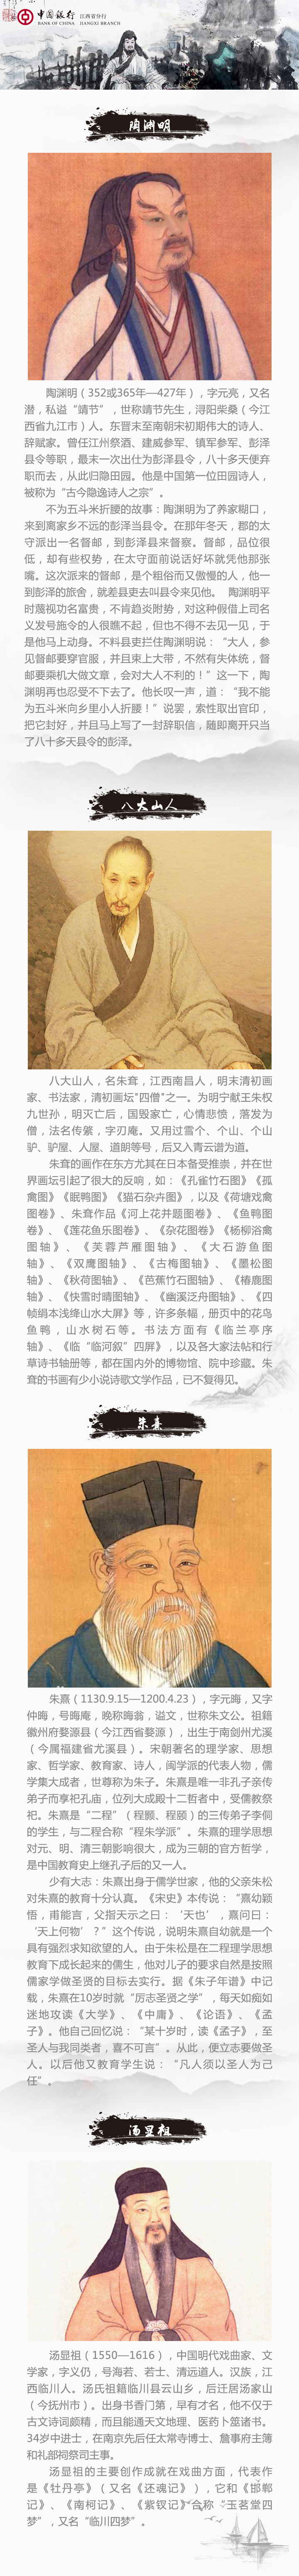 中国银行 江西省分行
BANK OF CHINA JIANGXI BRANCH
陶渊明
陶渊明（352或365年—427年），字元亮，又名
潜，私谥“靖节”，世称靖节先生，浔阳柴桑（今江
西省九江市）人。东晋末至南朝宋初期伟大的诗人、
辞赋家。曾任江州祭酒、建威参军、镇军参军、彭泽
县令等职，最末一次出仕为彭泽县令，八十多天便弃
职而去，从此归隐田园。他是中国第一位田园诗人，
被称为“古今隐逸诗人之宗”。
不为五斗米折腰的故事：陶渊明为了养家糊口，
来到离家乡不远的彭泽当县令。在那年冬天，郡的太
守派出一名督邮，到彭泽县来督察。督邮，品位很
低，却有些权势，在太守面前说话好坏就凭他那张
嘴。这次派来的督邮，是个粗俗而又傲慢的人，他一
到彭泽的旅舍，就差县吏去叫县令来见他。 陶渊明平
时蔑视功名富贵，不肯趋炎附势，对这种假借上司名
义发号施令的人很瞧不起，但也不得不去见一见，于
是他马上动身。不料县吏拦住陶渊明说：“大人，参
见督邮要穿官服，并且束上大带，不然有失体统，督
邮要乘机大做文章，会对大人不利的！”这一下，陶
渊明再也忍受不下去了。他长叹一声，道：“我不能
为五斗米向乡里小人折腰！”说罢，索性取出官印，
把它封好，并且马上写了一封辞职信，随即离开只当
了八十多天县令的彭泽。
八大山人
八大山人，名朱耷，江西南昌人，明末清初画
家、书法家，清初画坛"四僧"之一。为明宁献王朱权
九世孙，明灭亡后，国毁家亡，心情悲愤，落发为
僧，法名传綮，字刃庵。又用过雪个、个山、个山
驴、驴屋、人屋、道朗等号，后又入青云谱为道。
朱耷的画作在东方尤其在日本备受推崇，并在世
界画坛引起了很大的反响，如：《孔雀竹石图》《孤
禽图》《眠鸭图》《猫石杂卉图》，以及《荷塘戏禽
图卷》、朱耷作品《河上花并题图卷》、《鱼鸭图
卷》、《莲花鱼乐图卷》、《杂花图卷》《杨柳浴禽
图轴》、《芙蓉芦雁图轴》、《大石游鱼图
轴》、《双鹰图轴》、《古梅图轴》、《墨松图
轴》、《秋荷图轴》、《芭蕉竹石图轴》、《椿鹿图
轴》、《快雪时晴图轴》、《幽溪泛舟图轴》、《四
帧绢本浅绛山水大屏》等，许多条幅，册页中的花鸟
鱼鸭，山水树石等。书法方面有《临兰亭序
轴》、《临“临河叙”四屏》，以及各大家法帖和行
草诗书轴册等，都在国内外的博物馆、院中珍藏。朱
耷的书画有少小说诗歌文学作品，已不复得见。
朱熹
朱熹（1130.9.15—1200.4.23），字元晦，又字
仲晦，号晦庵，晚称晦翁，谥文，世称朱文公。祖籍
徽州府婺源县（今江西省婺源），出生于南剑州尤溪
（今属福建省尤溪县）。宋朝著名的理学家、思想
家、哲学家、教育家、诗人，闽学派的代表人物，儒
学集大成者，世尊称为朱子。朱熹是唯一非孔子亲传
弟子而享祀孔庙，位列大成殿十二哲者中，受儒教祭
祀。朱熹是“二程”（程颢、程颐）的三传弟子李侗
的学生，与二程合称“程朱学派”。朱熹的理学思想
对元、明、清三朝影响很大，成为三朝的官方哲学，
是中国教育史上继孔子后的又一人。
少有大志：朱熹出身于儒学世家，他的父亲朱松
对朱熹的教育十分认真。《宋史》本传说：“熹幼颖
悟，甫能言，父指天示之曰：‘天也’，熹问曰：
‘天上何物’？”这个传说，说明朱熹自幼就是一个
具有强烈求知欲望的人。由于朱松是在二程理学思想
教育下成长起来的儒生，他对儿子的要求自然是按照
儒家学做圣贤的目标去实行。据《朱子年谱》中记
载，朱熹在10岁时就“厉志圣贤之学”，每天如痴如
迷地攻读《大学》、《中庸》、《论语》、《孟
子》。他自己回忆说：“某十岁时，读《孟子》，至
圣人与我同类者，喜不可言”。从此，便立志要做圣
人。以后他又教育学生说：“凡人须以圣人为己
任”。
汤显祖
汤显祖（1550—1616），中国明代戏曲家、文
学家，字义仍，号海若、若士、清远道人。汉族，江
西临川人。汤氏祖籍临川县云山乡，后迁居汤家山
（今抚州市）。出身书香门第，早有才名，他不仅于
古文诗词颇精，而且能通天文地理、医药卜筮诸书。
34岁中进士，在南京先后任太常寺博士、詹事府主簿
和礼部祠祭司主事。
汤显祖的主要创作成就在戏曲方面，代表作
是《牡丹亭》（又名《还魂记》），它和《邯郸
记》、《南柯记》、《紫钗记》合称“玉茗堂四
梦”，又名“临川四梦”。